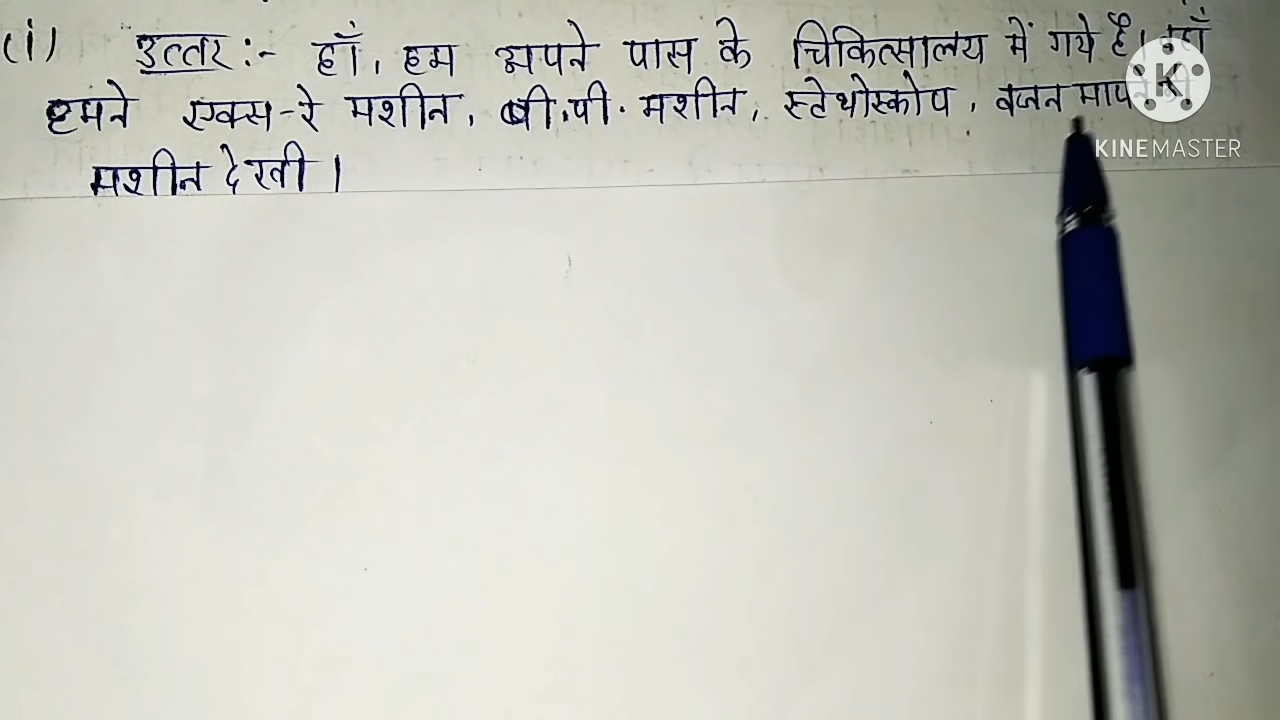 (i) उत्तर :- हाँ, हम अपने पास के चिकित्सालय में गये है।
हमने एक्स-रे मशीन, बी.पी. मशीन, स्टेथोस्कोप, वजन
मशीन देखी।
KINEMASTER